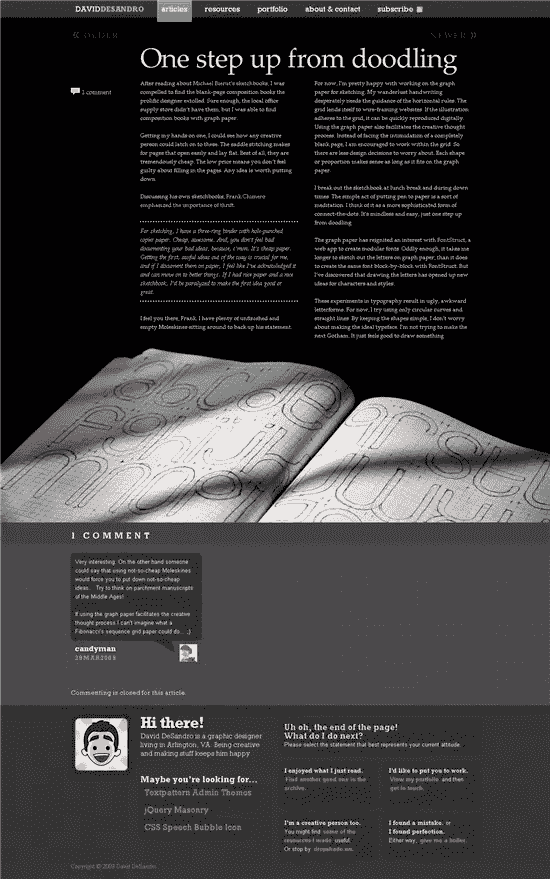 DAVIDDESANDRO articles resources portfolio about & contact subscribe
« OLDER
NEWER »
One step up from doodling
1 comment
After reading about Michael Bierut's sketchbooks, I was
compelled to find the blank-page composition books the
prolific designer extolled. Sure enough, the local office
supply store didn't have them, but I was able to find
composition books with graph paper.
Getting my hands on one, I could see how any creative
person could latch on to these. The saddle stitching makes
for pages that open easily and lay flat. Best of all, they are
tremendously cheap. The low price means you don't feel
guilty about filling in the pages. Any idea is worth putting
down.
Discussing his own sketchbooks, Frank Chimero
emphasized the importance of thrift.
For sketching, I have a three-ring binder with hole-punched
copier paper. Cheap, awesome. And, you don't feel bad
documenting your bad ideas, because, c'mon. It's cheap paper.
Getting the first, awful ideas out of the way is crucial for me,
and if I document them on paper, I feel like I've acknowledged it
and can move on to better things. If I had nice paper and a nice
sketchbook, I'd be paralyzed to make the first idea good or
great.
I feel you there, Frank. I have plenty of unfinished and
empty Moleskines sitting around to back up his statement.
For now, I'm pretty happy with working on the graph
paper for sketching. My wanderlust handwriting
desperately needs the guidance of the horizontal rules. The
grid lends itself to wire-framing websites. If the illustration
adheres to the grid, it can be quickly reproduced digitally.
Using the graph paper also facilitates the creative thought
process. Instead of facing the intimidation of a completely
blank page, I am encouraged to work within the grid. So
there are less design decisions to worry about. Each shape
or proportion makes sense as long as it fits on the graph
paper.
I break out the sketchbook at lunch break and during down
times. The simple act of putting pen to paper is a sort of
meditation. I think of it as a more sophisticated form of
connect-the-dots. It's mindless and easy, just one step up
from doodling.
The graph paper has reignited an interest with FontStruct, a
web app to create modular fonts. Oddly enough, it takes me
longer to sketch out the letters on graph paper, than it does
to create the same font block-by-block with FontStruct. But
I've discovered that drawing the letters has opened up new
ideas for characters and styles.
These experiments in typography result in ugly, awkward
letterforms. For now, I try using only circular curves and
straight lines. By keeping the shapes simple, I don't worry
about making the ideal typeface. I'm not trying to make the
next Gotham. It just feels good to draw something.
1 COMMENT
Very interesting. On the other hand someone
could say that using not-so-cheap Moleskines
would force you to put down not-so-cheap
ideas. Try to think on parchment manuscripts
of the Middle Ages!
If using the graph paper facilitates the creative
thought process I can't imagine what a
Fibonacci's sequence grid paper could do... ;)
candyman
29MAR2009
Commenting is closed for this article.
Hi there!
David DeSandro is a graphic designer
living in Arlington, VA. Being creative
and making stuff keeps him happy.
Maybe you're looking for...
Textpattern Admin Themes
jQuery Masonry
CSS Speech Bubble Icon
Uh oh, the end of the page!
What do I do next?
Please select the statement that best represents your current attitude.
I enjoyed what I just read.
Find another good one in the
archive.
I'd like to put you to work.
View my portfolio and then
get in touch.
I'm a creative person too.
You might find some of the
resources I made useful.
Or stop by dropshado.ws.
I found a mistake, or
I found perfection.
Either way, give me a holler.
Copyright © 2009 David DeSandro